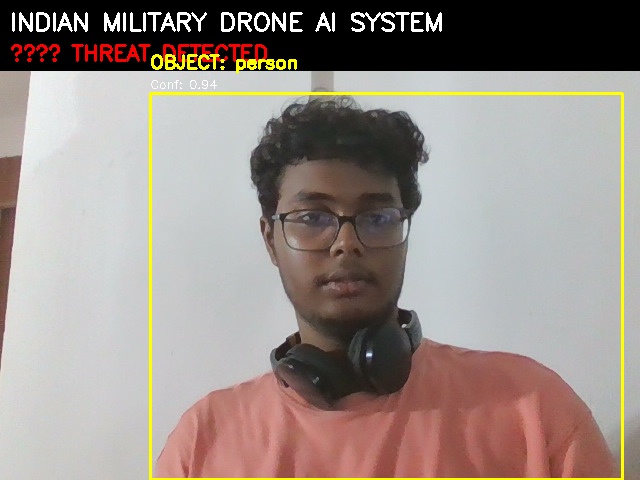 INDIAN MILITARY DRONE AI SYSTEM
???? THREAT DETECTED
OBJECT: person
Conf: 0.94